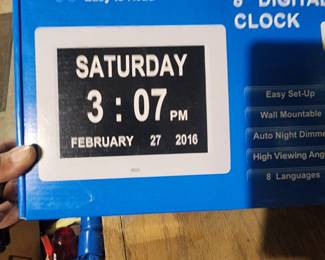 Easy to Read
8" DIGITAL
CLOCK
SATURDAY
3 : 07 PM
FEBRUARY 27 2016
Easy Set-Up
Wall Mountable
Auto Night Dimme
High Viewing Ang
8 Languages